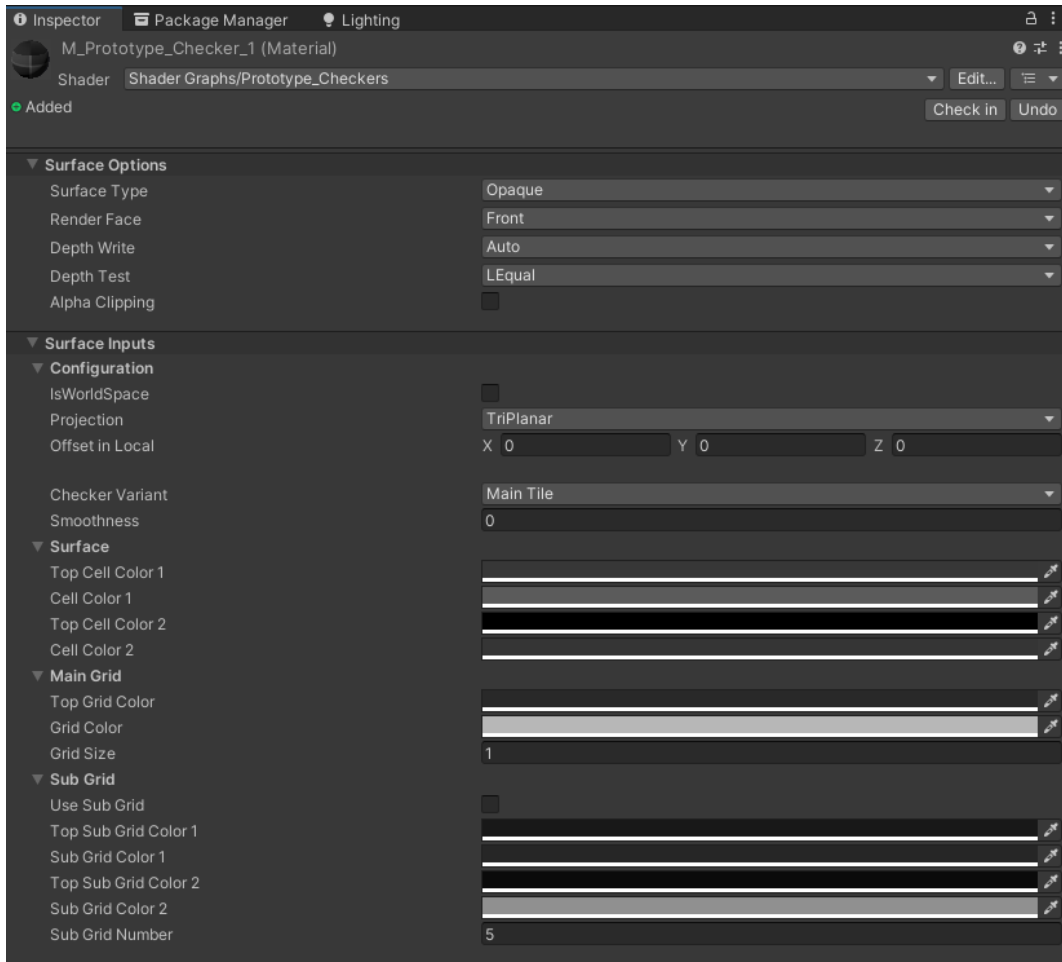 Inspector Package Manager Lighting
M_Prototype_Checker_1 (Material)
Shader Shader Graphs/Prototype_Checkers Edit...
Added Check in Undo
Surface Options
Surface Type Opaque
Render Face Front
Depth Write Auto
Depth Test LEqual
Alpha Clipping
Surface Inputs
Configuration
IsWorldSpace
Projection TriPlanar
Offset in Local X 0 Y 0 Z 0
Checker Variant Main Tile
Smoothness 0
Surface
Top Cell Color 1
Cell Color 1
Top Cell Color 2
Cell Color 2
Main Grid
Top Grid Color
Grid Color
Grid Size 1
Sub Grid
Use Sub Grid
Top Sub Grid Color 1
Sub Grid Color 1
Top Sub Grid Color 2
Sub Grid Color 2
Sub Grid Number 5